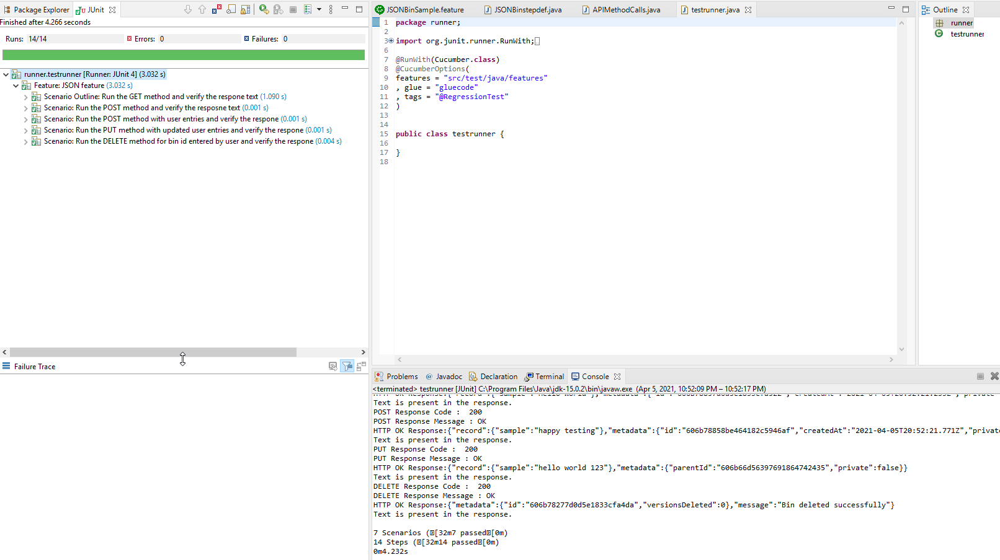 Package Explorer JUnit
Finished after 4.266 seconds
Runs: 14/14 Errors: 0 Failures: 0
runner.testrunner [Runner: JUnit 4] (3.032 s)
Feature: JSON feature (3.032 s)
Scenario Outline: Run the GET method and verify the respone text (1.090 s)
Scenario: Run the POST method and verify the resposne text (0.001 s)
Scenario: Run the POST method with user entries and verify the respone (0.001 s)
Scenario: Run the PUT method with updated user entries and verify the respone (0.001 s)
Scenario: Run the DELETE method for bin id entered by user and verify the respone (0.004 s)
Failure Trace
JSONBinSample.feature JSONBinstepdef.java APIMethodCalls.java testrunner.java
1 package runner;
2
3 import org.junit.runner.RunWith;
6
7 @RunWith(Cucumber.class)
8 @CucumberOptions(
9 features = "src/test/java/features"
10 , glue = "gluecode"
11 , tags = "@RegressionTest"
12 )
13
14
15 public class testrunner {
16
17 }
18
Outline
runner
testrunner
Problems @ Javadoc Declaration Terminal Console
<terminated> testrunner [JUnit] C:\Program Files\Java\jdk-15.0.2\bin\javaw.exe (Apr 5, 2021, 10:52:09 PM – 10:52:17 PM)
Text is present in the response.
POST Response Code :  200
POST Response Message : OK
HTTP OK Response:{"record":{"sample":"happy testing"},"metadata":{"id":"606b78858be464182c5946af","createdAt":"2021-04-05T20:52:21.771Z","private
Text is present in the response.
PUT Response Code :  200
PUT Response Message : OK
HTTP OK Response:{"record":{"sample":"hello world 123"},"metadata":{"parentId":"606b66d56397691864742435","private":false}}
Text is present in the response.
DELETE Response Code :  200
DELETE Response Message : OK
HTTP OK Response:{"metadata":{"id":"606b78277d0d5e1833cfa4da","versionsDeleted":0},"message":"Bin deleted successfully"}
Text is present in the response.
7 Scenarios ([32m7 passed[0m)
14 Steps ([32m14 passed[0m)
0m4.232s